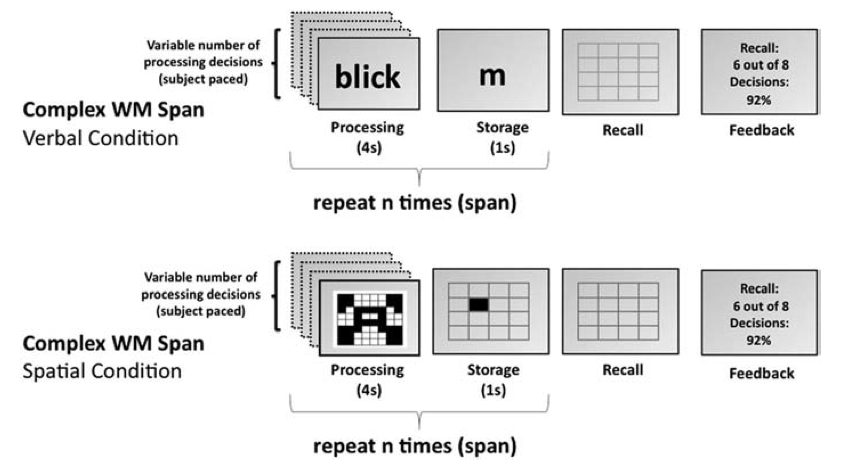 Variable number of
processing decisions
(subject paced)
blick
m
Recall:
6 out of 8
Decisions:
92%
Complex WM Span
Verbal Condition
Processing
(4s)
Storage
(1s)
Recall
Feedback
repeat n times (span)
Variable number of
processing decisions
(subject paced)
Recall:
6 out of 8
Decisions:
92%
Complex WM Span
Spatial Condition
Processing
(4s)
Storage
(1s)
Recall
Feedback
repeat n times (span)